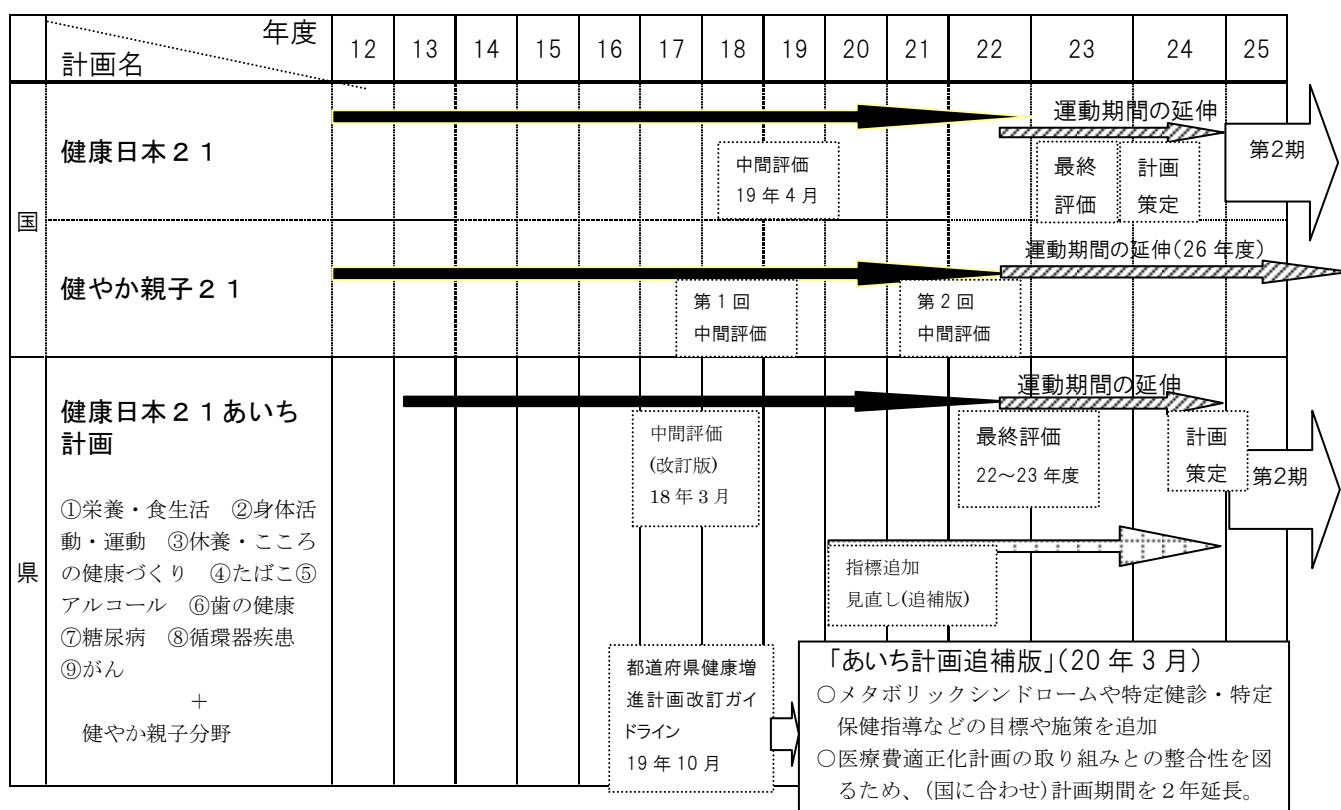 年度
計画名
12 13 14 15 16 17 18 19 20 21 22 23 24 25
国
健康日本２１
運動期間の延伸
中間評価
19 年 4 月
最終
評価
計画
策定
第2期
健やか親子２１
運動期間の延伸(26 年度)
第 1 回
中間評価
第 2 回
中間評価
県
健康日本２１あいち
計画
①栄養・食生活　②身体活
動・運動　③休養・こころ
の健康づくり　④たばこ⑤
アルコール　⑥歯の健康
⑦糖尿病　⑧循環器疾患
⑨がん
＋
健やか親子分野
運動期間の延伸
中間評価
(改訂版)
18 年 3 月
最終評価
22～23 年度
計画
策定
第2期
指標追加
見直し(追補版)
都道府県健康増
進計画改訂ガイ
ドライン
19 年 10 月
「あいち計画追補版」(20 年 3 月)
○メタボリックシンドロームや特定健診・特定
保健指導などの目標や施策を追加
○医療費適正化計画の取り組みとの整合性を図
るため、(国に合わせ)計画期間を２年延長。